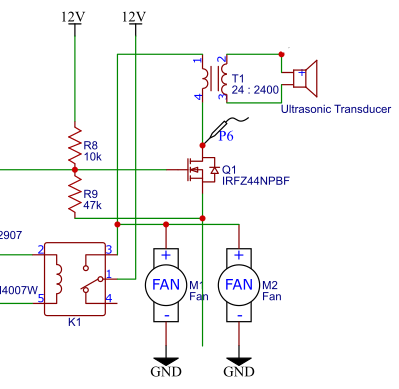 12V 12V
1 2
T1
24 : 2400
4 3
+
Ultrasonic Transducer
P6
R8
10k
Q1
IRFZ44NPBF
R9
47k
2907
2 3
1
4007W
5 4
K1
+ +
FAN M1 FAN M2
Fan Fan
- -
GND GND